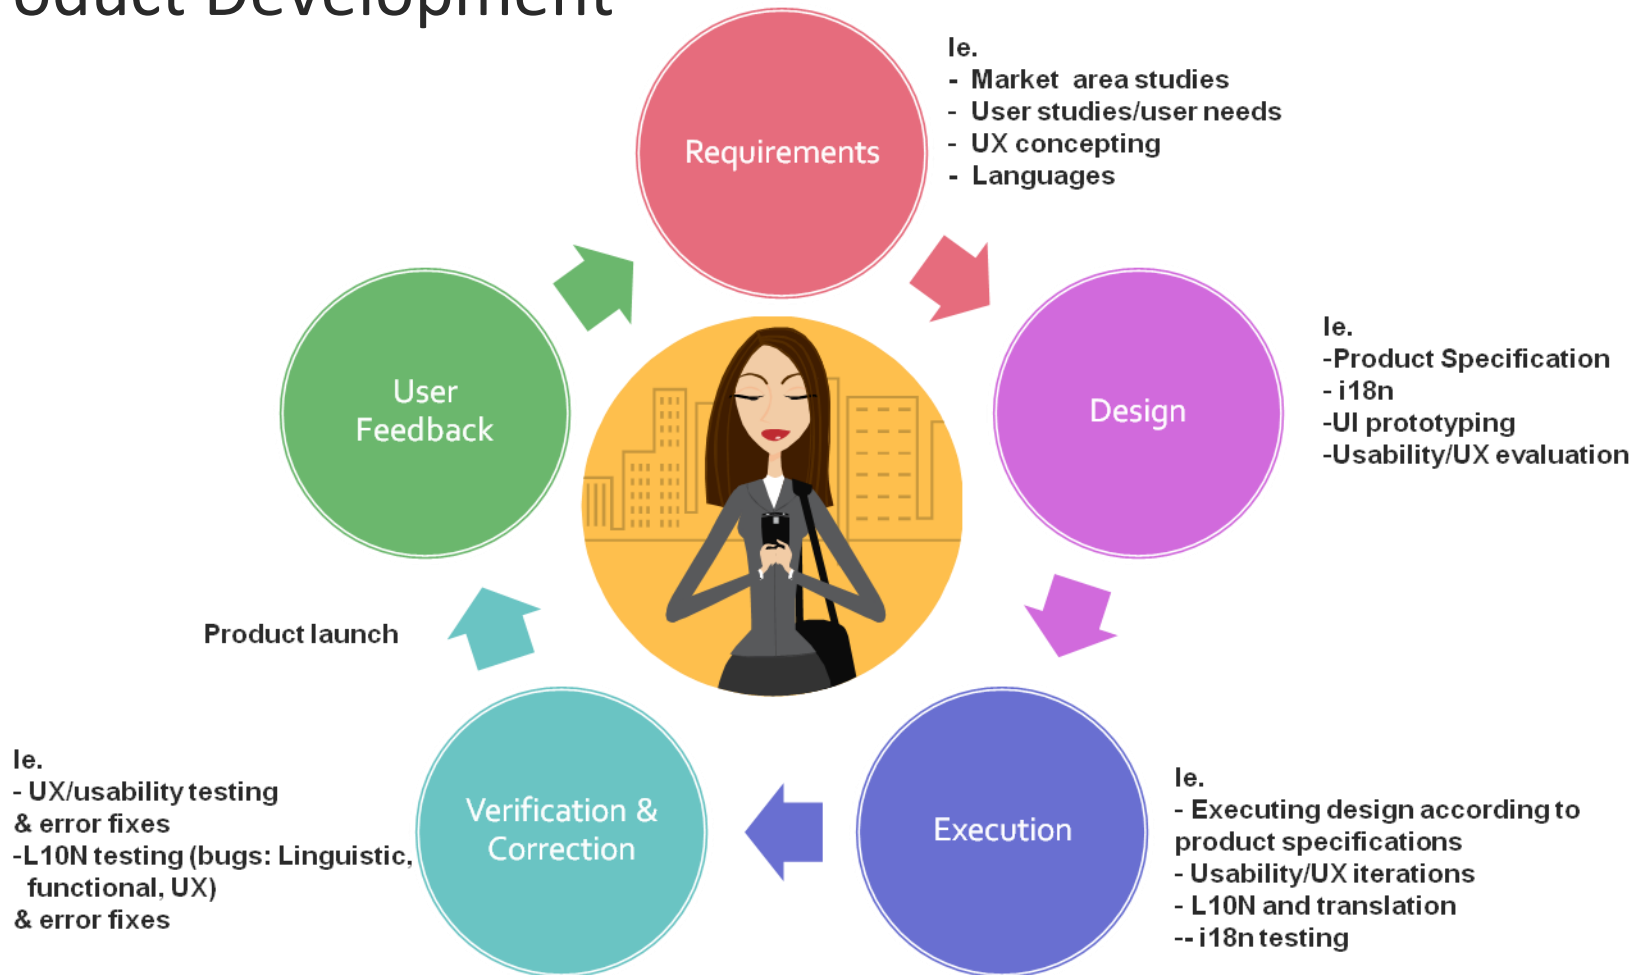 oduct Development
Requirements
Ie.
- Market area studies
- User studies/user needs
- UX concepting
- Languages
Design
Ie.
-Product Specification
- i18n
-UI prototyping
-Usability/UX evaluation
Execution
Ie.
- Executing design according to
product specifications
- Usability/UX iterations
- L10N and translation
-- i18n testing
Verification &
Correction
Ie.
- UX/usability testing
& error fixes
-L10N testing (bugs: Linguistic,
functional, UX)
& error fixes
Product launch
User
Feedback